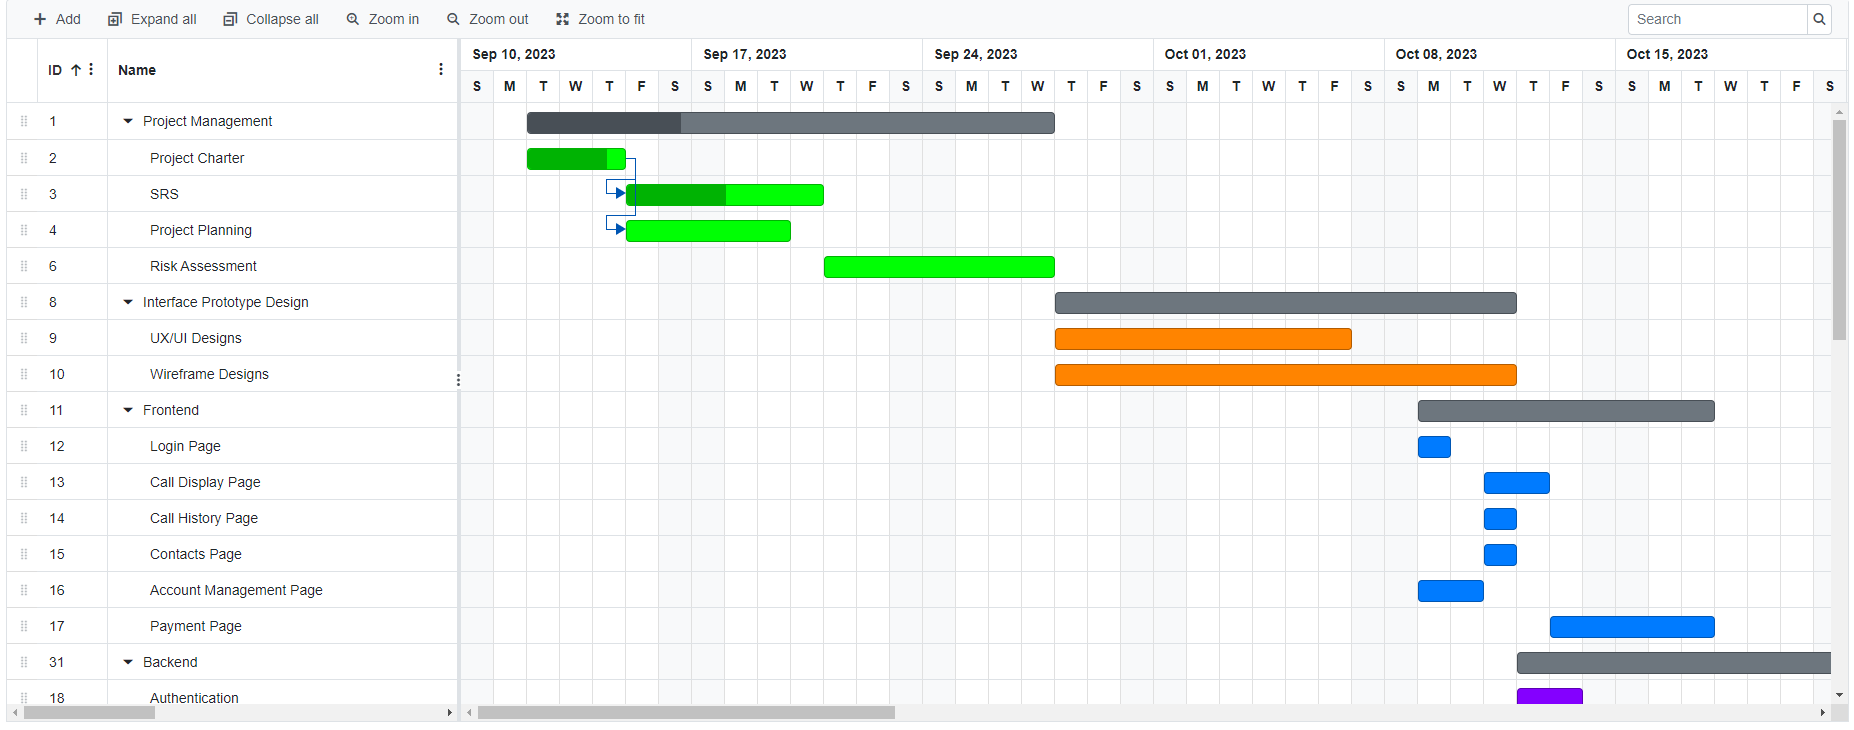 Add Expand all Collapse all Zoom in Zoom out Zoom to fit Search
ID Name Sep 10, 2023 Sep 17, 2023 Sep 24, 2023 Oct 01, 2023 Oct 08, 2023 Oct 15, 2023
S M T W T F S S M T W T F S S M T W T F S S M T W T F S S M T W T F S S M T W T F S
1 Project Management
2 Project Charter
3 SRS
4 Project Planning
6 Risk Assessment
8 Interface Prototype Design
9 UX/UI Designs
10 Wireframe Designs
11 Frontend
12 Login Page
13 Call Display Page
14 Call History Page
15 Contacts Page
16 Account Management Page
17 Payment Page
31 Backend
18 Authentication